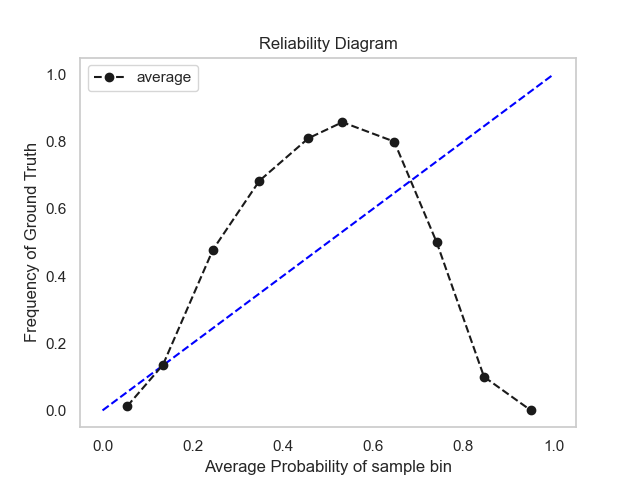 Reliability Diagram
average
1.0
0.8
0.6
0.4
0.2
0.0
Frequency of Ground Truth
0.0 0.2 0.4 0.6 0.8 1.0
Average Probability of sample bin